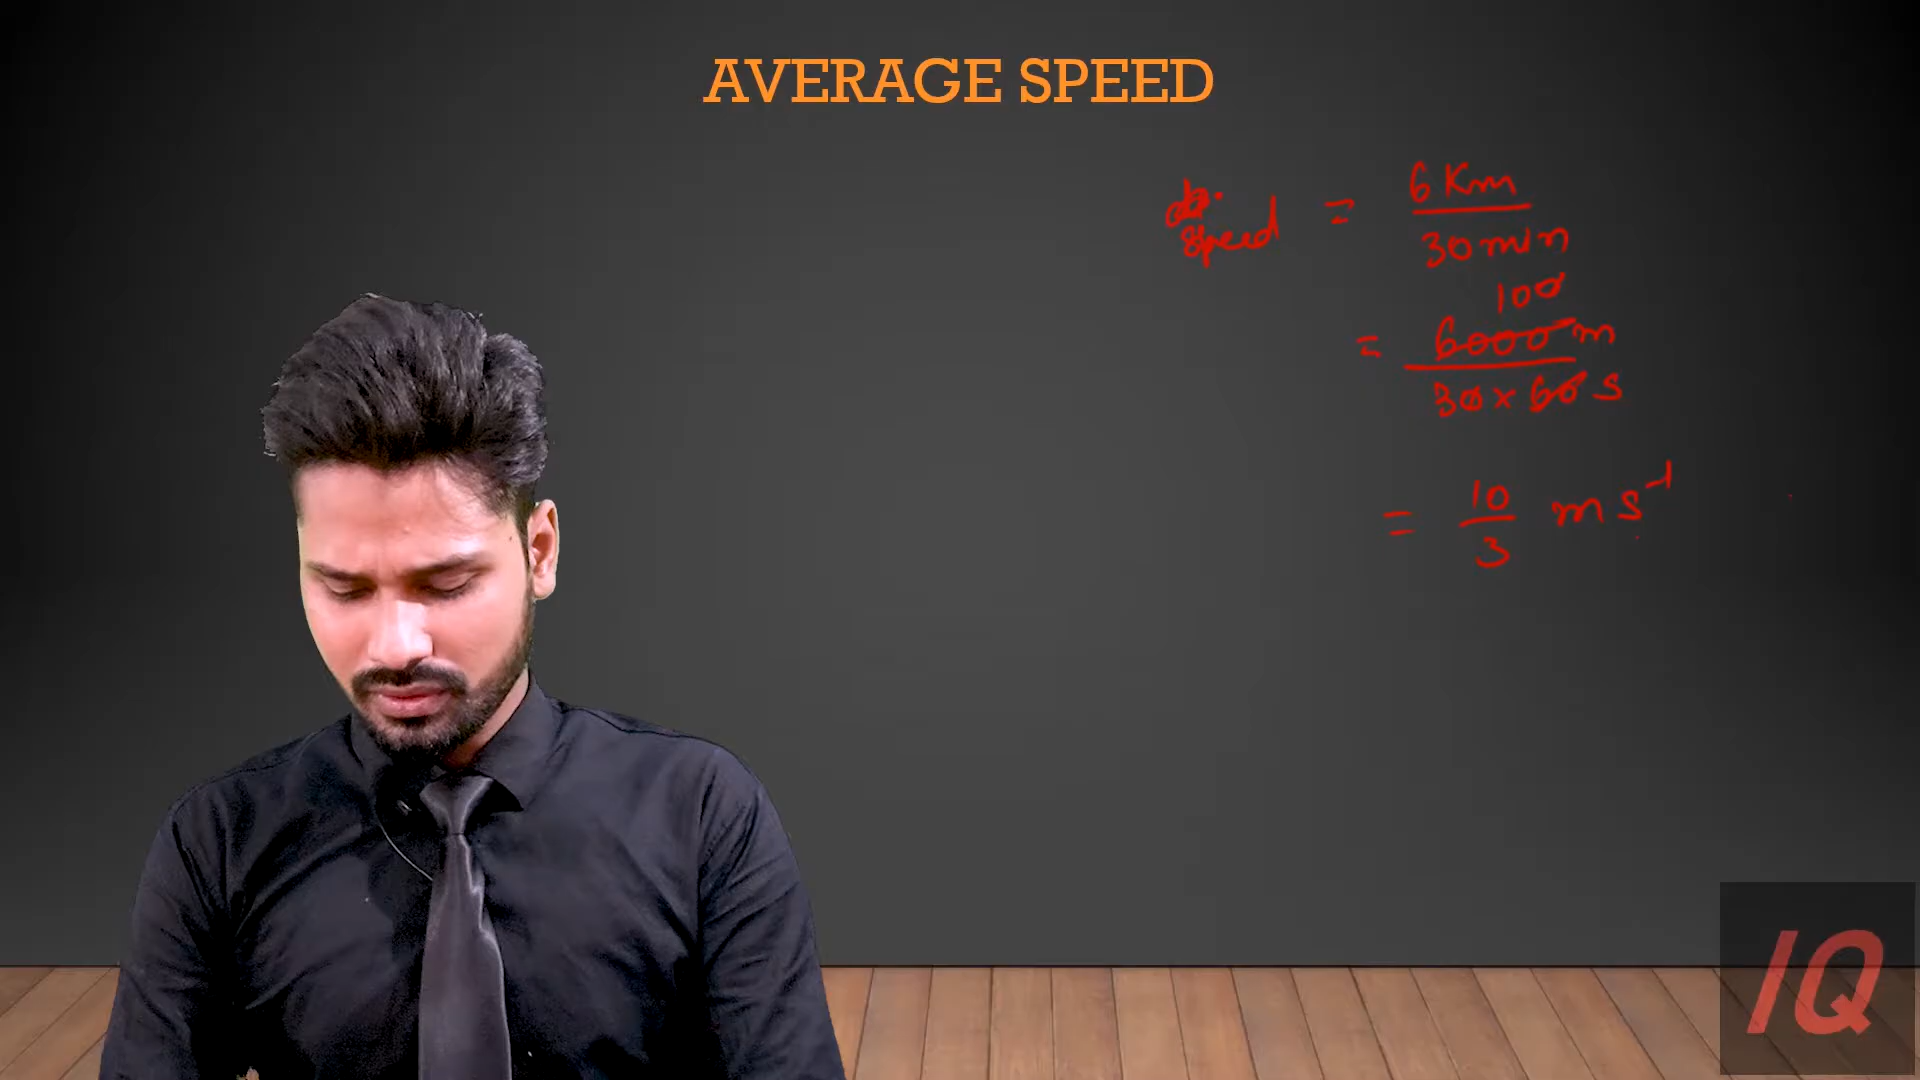 AVERAGE SPEED
Speed = 6 Km
30 min
100
= 6000 m
30 × 60 s
= 10 m s⁻¹
3
IQ